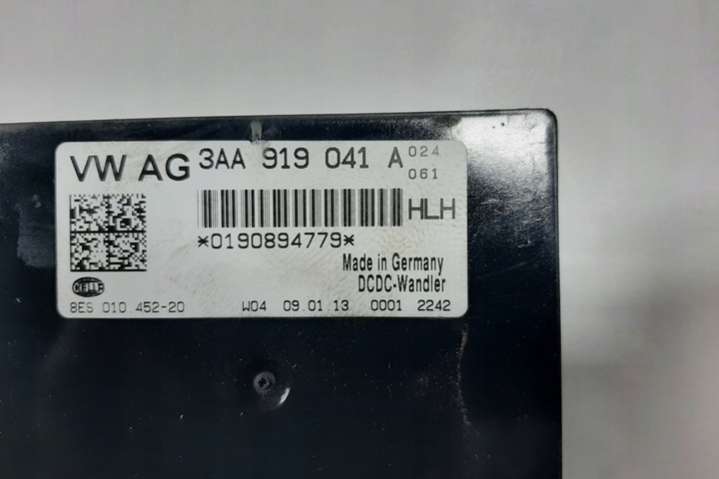 VW AG 3AA 919 041 A 024
061
HLH
*0190894779*
Made in Germany
DCDC-Wandler
HELLA
8ES 010 452-20 W04 09.01.13 0001 2242